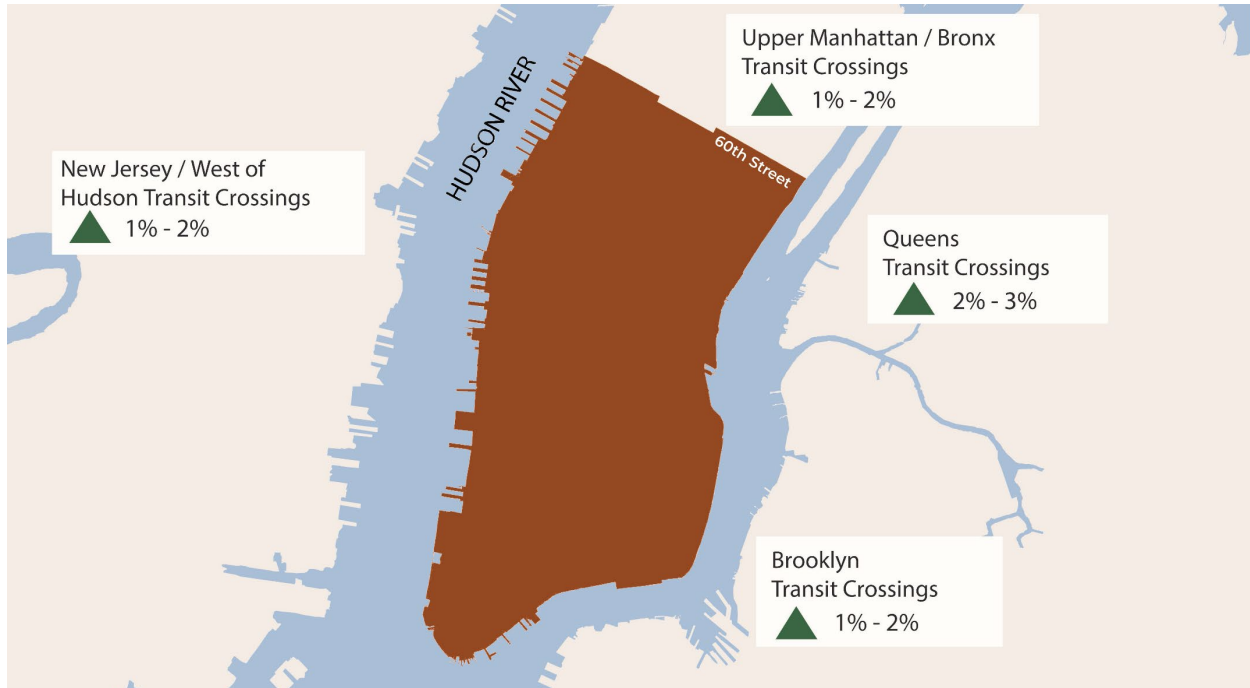 Upper Manhattan / Bronx
Transit Crossings
1% - 2%
HUDSON RIVER
60th Street
New Jersey / West of
Hudson Transit Crossings
1% - 2%
Queens
Transit Crossings
2% - 3%
Brooklyn
Transit Crossings
1% - 2%